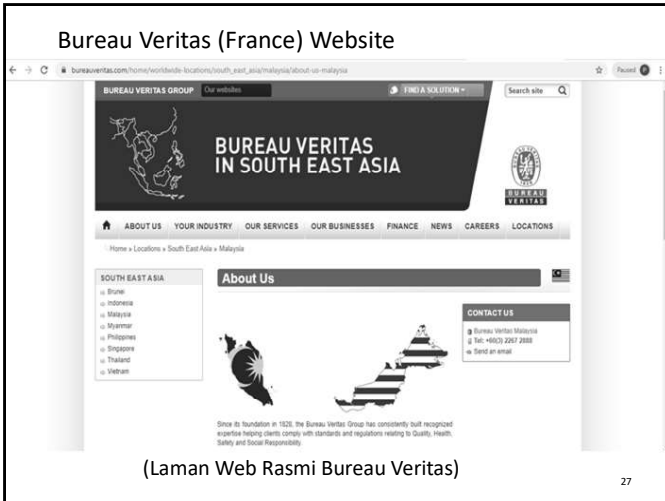 Bureau Veritas (France) Website
bureauveritas.com/home/worldwide-locations/south_east_asia/malaysia/about-us-malaysia
Paused P
BUREAU VERITAS GROUP Our websites FIND A SOLUTION Search site
BUREAU VERITAS
IN SOUTH EAST ASIA
BUREAU
VERITAS
ABOUT US YOUR INDUSTRY OUR SERVICES OUR BUSINESSES FINANCE NEWS CAREERS LOCATIONS
Home » Locations » South East Asia » Malaysia
SOUTH EAST ASIA
Brunei
Indonesia
Malaysia
Myanmar
Philippines
Singapore
Thailand
Vietnam
About Us
CONTACT US
Bureau Veritas Malaysia
Tel: +60(3) 2267 2888
Send an email
Since its foundation in 1828, the Bureau Veritas Group has consistently built recognized
expertise helping clients comply with standards and regulations relating to Quality, Health,
Safety and Social Responsibility.
(Laman Web Rasmi Bureau Veritas)
27